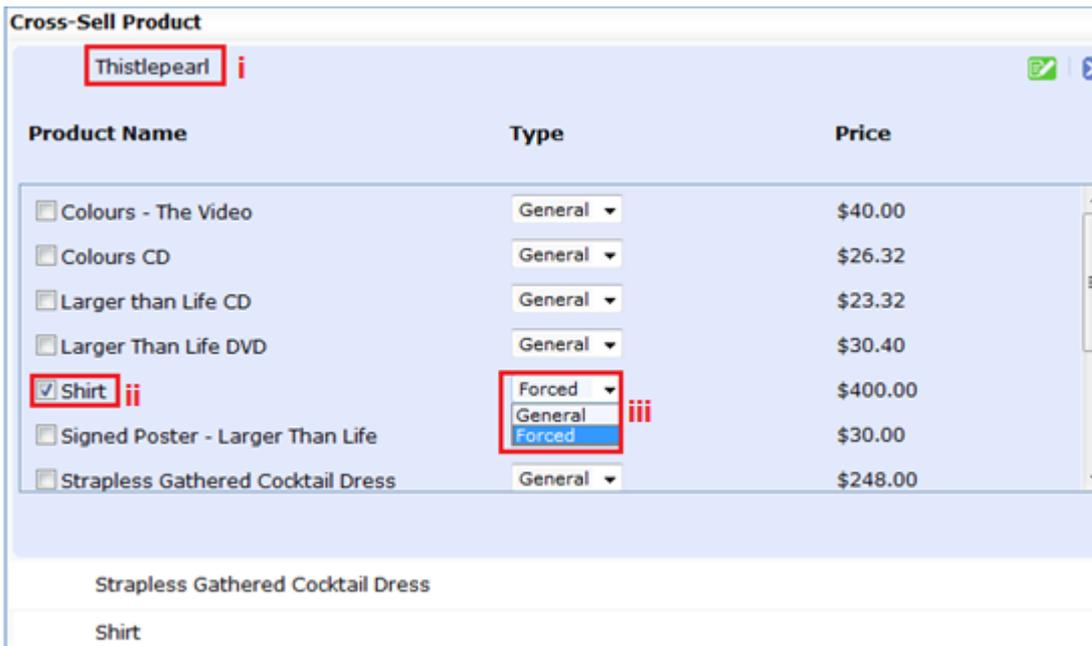 Cross-Sell Product
Thistlepearl i
Product Name Type Price
Colours - The Video General $40.00
Colours CD General $26.32
Larger than Life CD General $23.32
Larger Than Life DVD General $30.40
Shirt ii Forced $400.00
General iii
Forced
Signed Poster - Larger Than Life $30.00
Strapless Gathered Cocktail Dress General $248.00
Strapless Gathered Cocktail Dress
Shirt